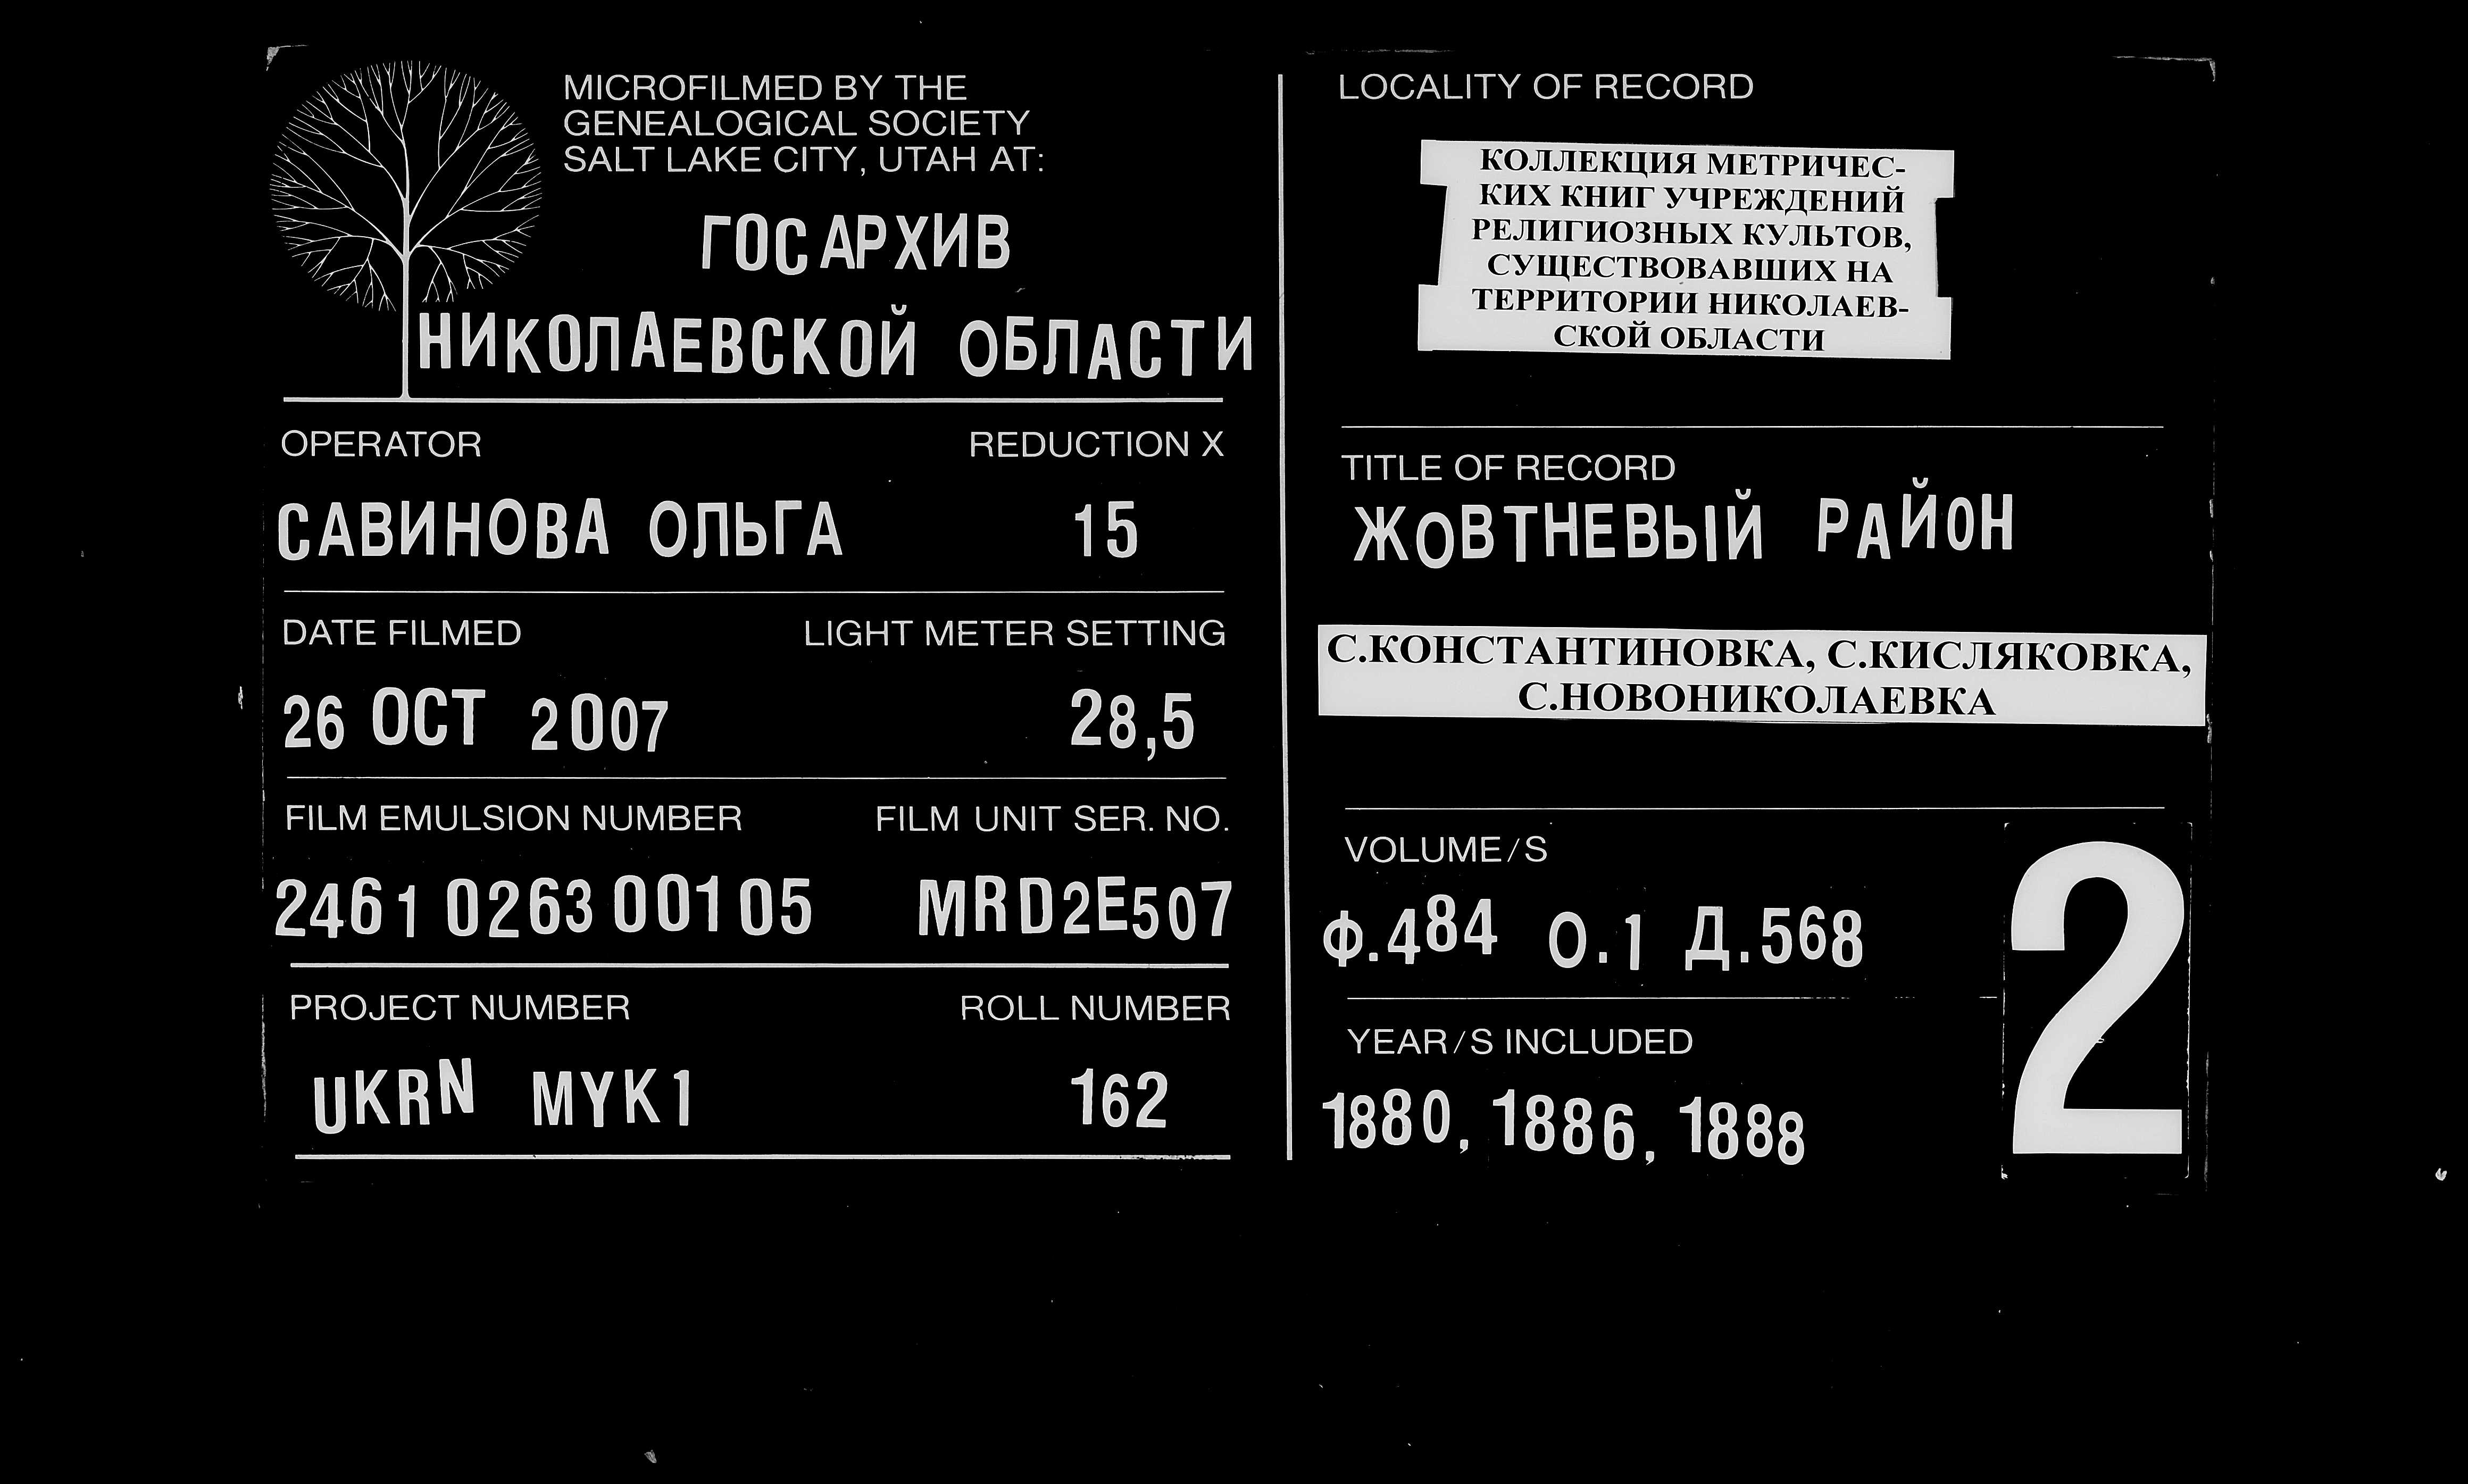 MICROFILMED BY THE
GENEALOGICAL SOCIETY
SALT LAKE CITY, UTAH AT:
ГОСАРХИВ
НИКОЛАЕВСКОЙ ОБЛАСТИ
OPERATOR REDUCTION X
САВИНОВА ОЛЬГА 15
DATE FILMED LIGHT METER SETTING
26 OCT 2007 28,5
FILM EMULSION NUMBER FILM UNIT SER. NO.
2461 0263 001 05 MRD2E507
PROJECT NUMBER ROLL NUMBER
UKRN MYK1 162
LOCALITY OF RECORD
КОЛЛЕКЦИЯ МЕТРИЧЕС-
КИХ КНИГ УЧРЕЖДЕНИЙ
РЕЛИГИОЗНЫХ КУЛЬТОВ,
СУЩЕСТВОВАВШИХ НА
ТЕРРИТОРИИ НИКОЛАЕВ-
СКОЙ ОБЛАСТИ
TITLE OF RECORD
ЖОВТНЕВЫЙ РАЙОН
С.КОНСТАНТИНОВКА, С.КИСЛЯКОВКА,
С.НОВОНИКОЛАЕВКА
VOLUME/S
Ф.484 О.1 Д.568
YEAR/S INCLUDED
1880, 1886, 1888
2